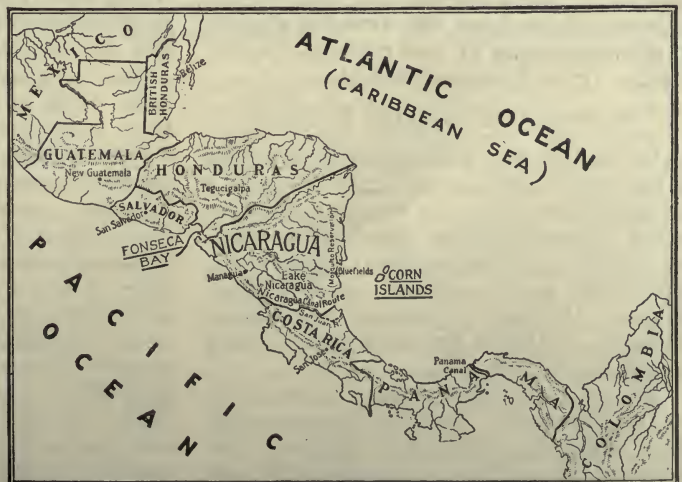 MEXICO
ATLANTIC OCEAN
(CARIBBEAN SEA)
BRITISH
HONDURAS
Belize
GUATEMALA
New Guatemala
HONDURAS
Tegucigalpa
SALVADOR
San Salvador
FONSECA
BAY
NICARAGUA
Managua
Lake
Nicaragua
Nicaragua Canal Route
San Juan R.
Bluefields
CORN
ISLANDS
COSTA RICA
San Jose
Panama
Canal
PANAMA
COLOMBIA
PACIFIC
OCEAN